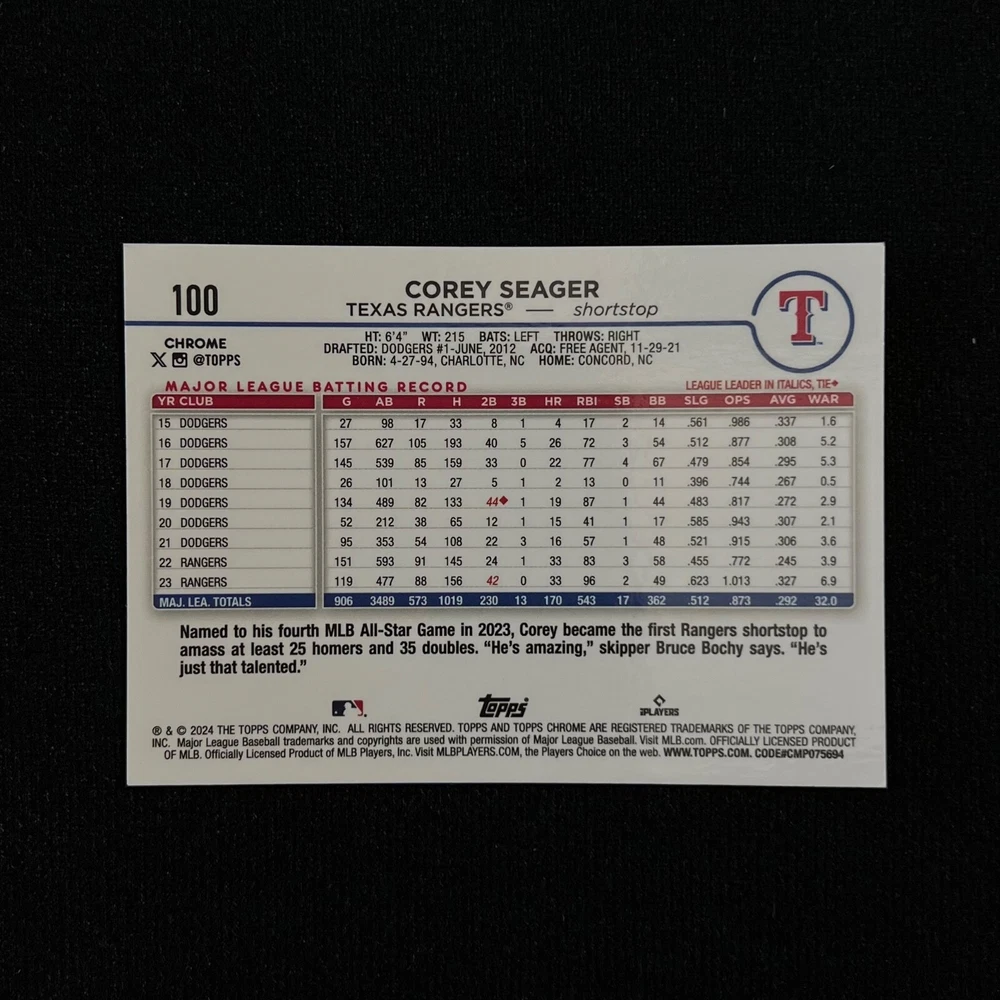 100
COREY SEAGER
TEXAS RANGERS® — shortstop
T
CHROME
X @TOPPS
HT: 6'4" WT: 215 BATS: LEFT THROWS: RIGHT
DRAFTED: DODGERS #1-JUNE, 2012 ACQ: FREE AGENT, 11-29-21
BORN: 4-27-94, CHARLOTTE, NC HOME: CONCORD, NC
MAJOR LEAGUE BATTING RECORD LEAGUE LEADER IN ITALICS, TIE♦
YR CLUB G AB R H 2B 3B HR RBI SB BB SLG OPS AVG WAR
15 DODGERS 27 98 17 33 8 1 4 17 2 14 .561 .986 .337 1.6
16 DODGERS 157 627 105 193 40 5 26 72 3 54 .512 .877 .308 5.2
17 DODGERS 145 539 85 159 33 0 22 77 4 67 .479 .854 .295 5.3
18 DODGERS 26 101 13 27 5 1 2 13 0 11 .396 .744 .267 0.5
19 DODGERS 134 489 82 133 44♦ 1 19 87 1 44 .483 .817 .272 2.9
20 DODGERS 52 212 38 65 12 1 15 41 1 17 .585 .943 .307 2.1
21 DODGERS 95 353 54 108 22 3 16 57 1 48 .521 .915 .306 3.6
22 RANGERS 151 593 91 145 24 1 33 83 3 58 .455 .772 .245 3.9
23 RANGERS 119 477 88 156 42 0 33 96 2 49 .623 1.013 .327 6.9
MAJ. LEA. TOTALS 906 3489 573 1019 230 13 170 543 17 362 .512 .873 .292 32.0
Named to his fourth MLB All-Star Game in 2023, Corey became the first Rangers shortstop to
amass at least 25 homers and 35 doubles. “He's amazing,” skipper Bruce Bochy says. “He's
just that talented.”
Topps
PLAYERS
® & © 2024 THE TOPPS COMPANY, INC. ALL RIGHTS RESERVED. TOPPS AND TOPPS CHROME ARE REGISTERED TRADEMARKS OF THE TOPPS COMPANY,
INC. Major League Baseball trademarks and copyrights are used with permission of Major League Baseball. Visit MLB.com. OFFICIALLY LICENSED PRODUCT
OF MLB. Officially Licensed Product of MLB Players, Inc. Visit MLBPLAYERS.COM, the Players Choice on the web. WWW.TOPPS.COM. CODE#CMP075694